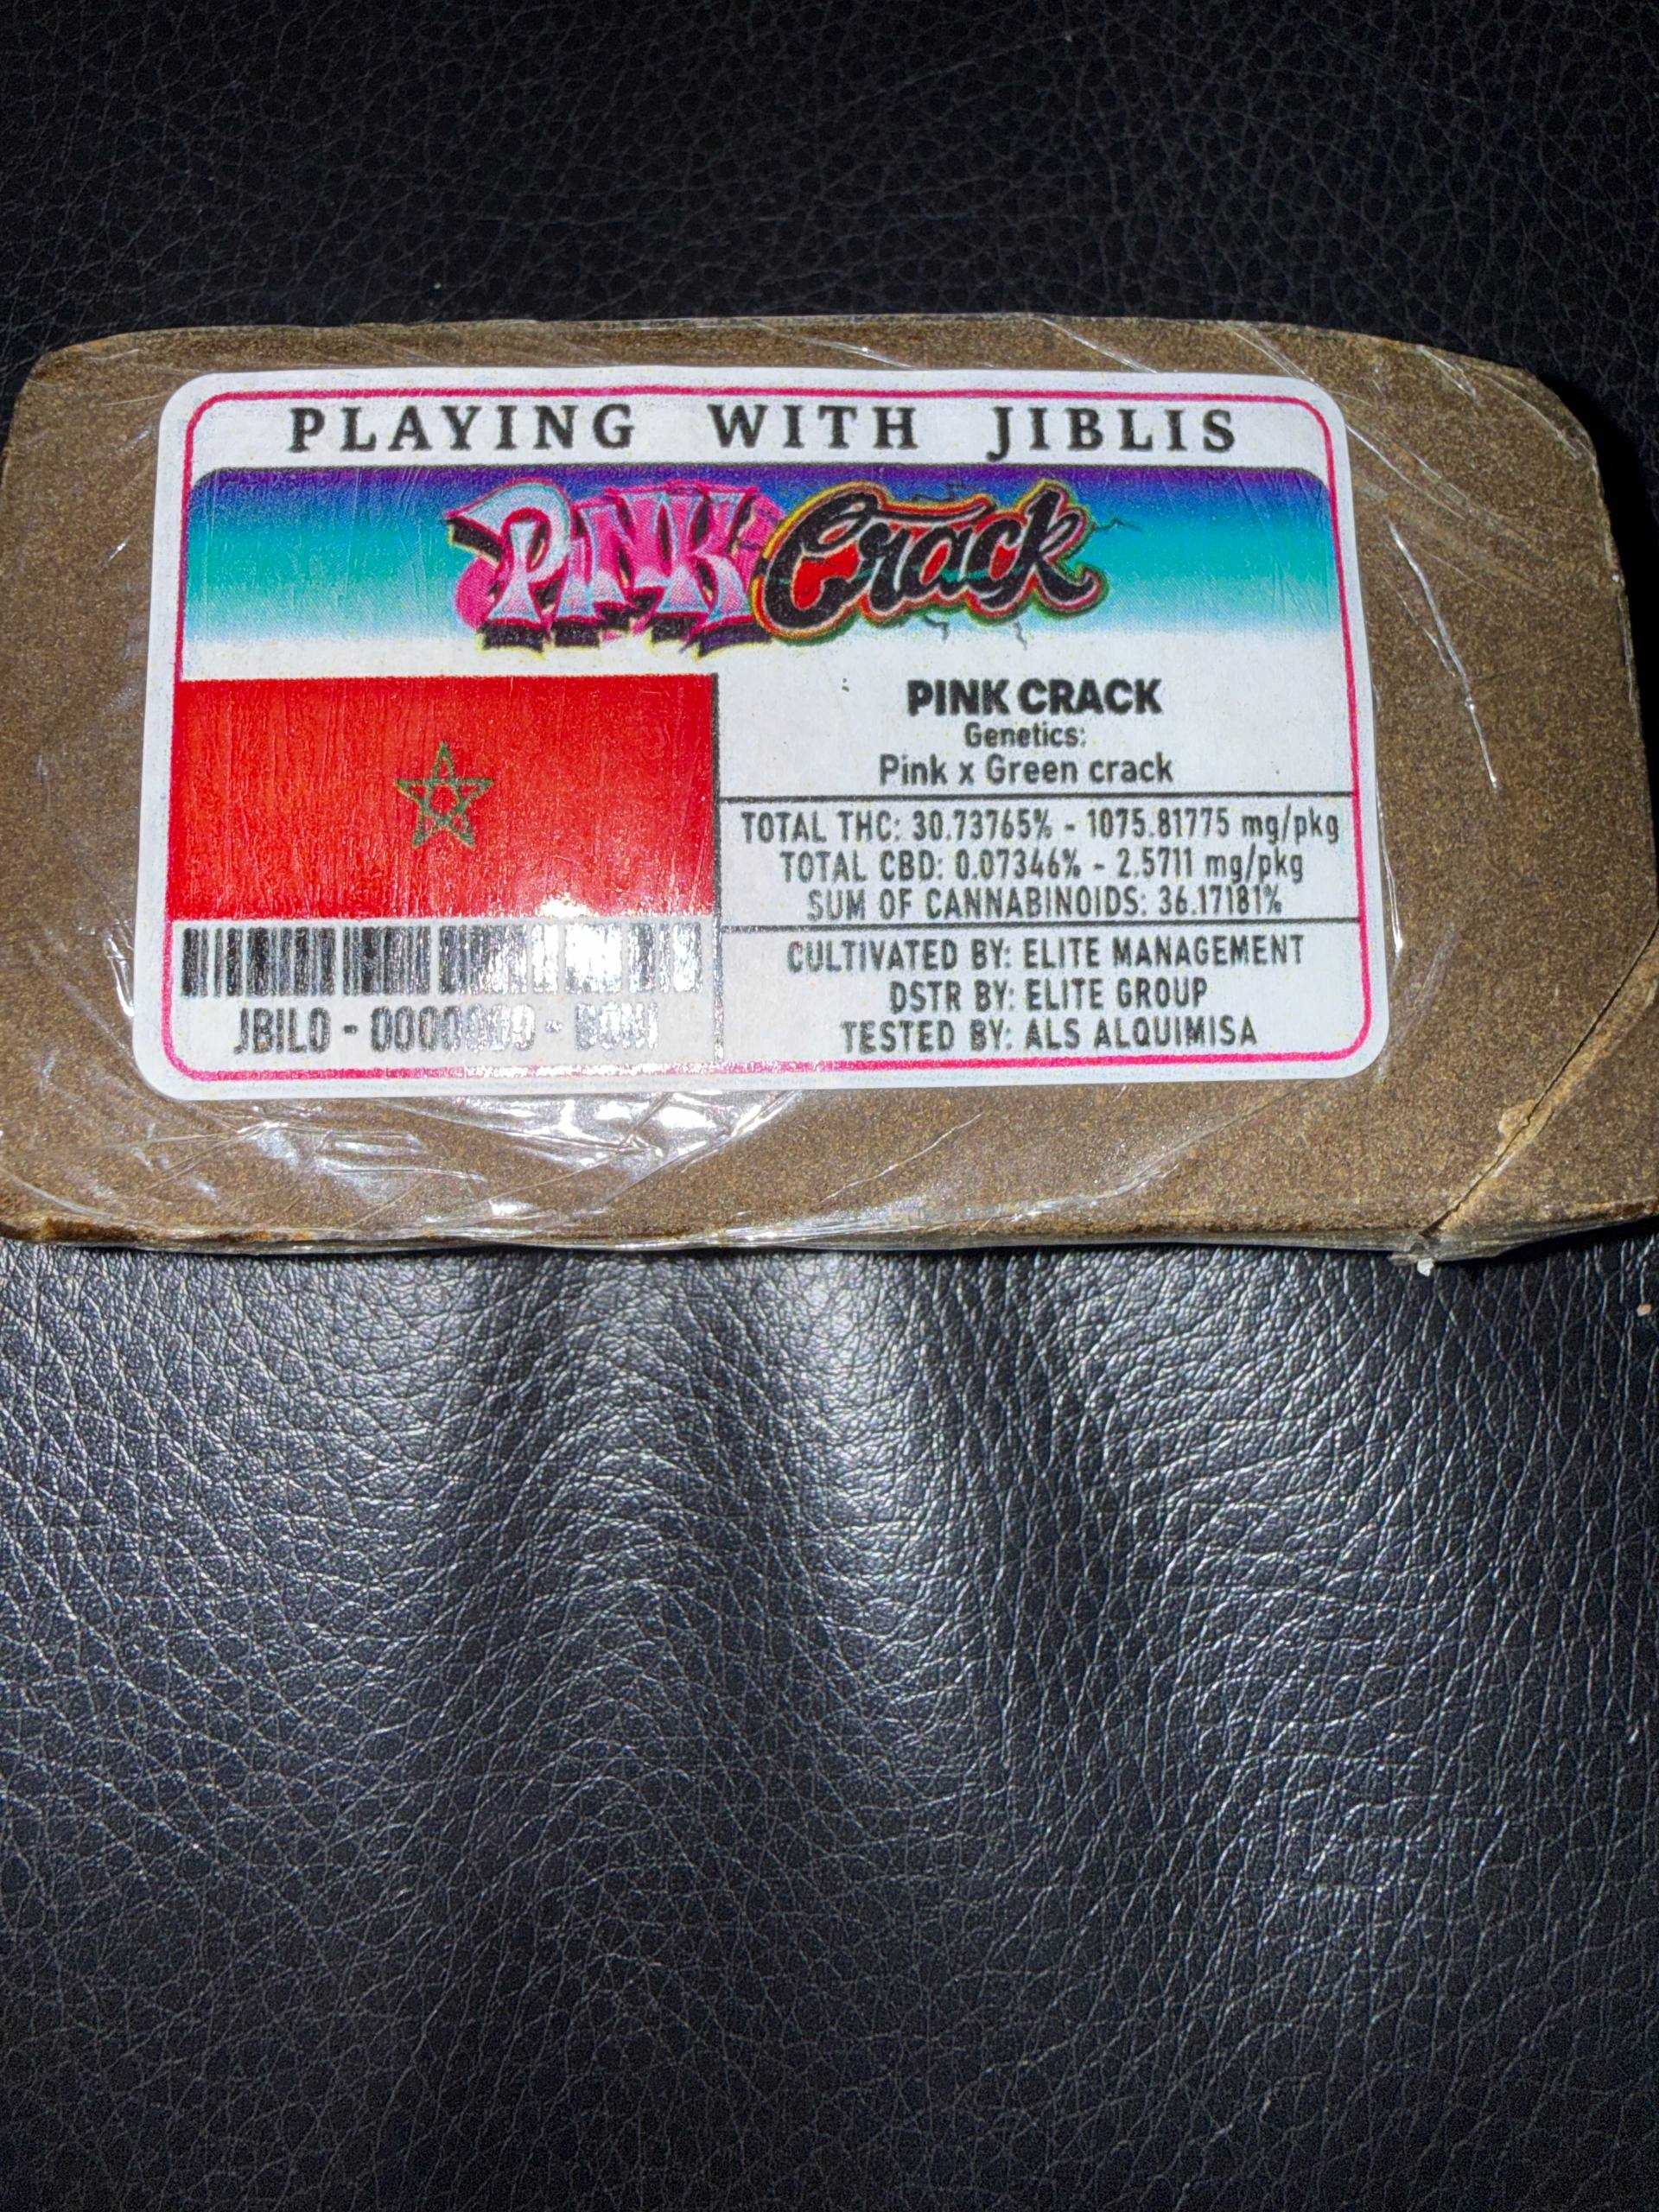 PLAYING WITH JIBLIS
PINK Crack
PINK CRACK
Genetics:
Pink x Green crack
TOTAL THC: 30.73765% - 1075.81775 mg/pkg
TOTAL CBD: 0.07346% - 2.5711 mg/pkg
SUM OF CANNABINOIDS: 36.17181%
CULTIVATED BY: ELITE MANAGEMENT
DSTR BY: ELITE GROUP
TESTED BY: ALS ALQUIMISA
JBILO -